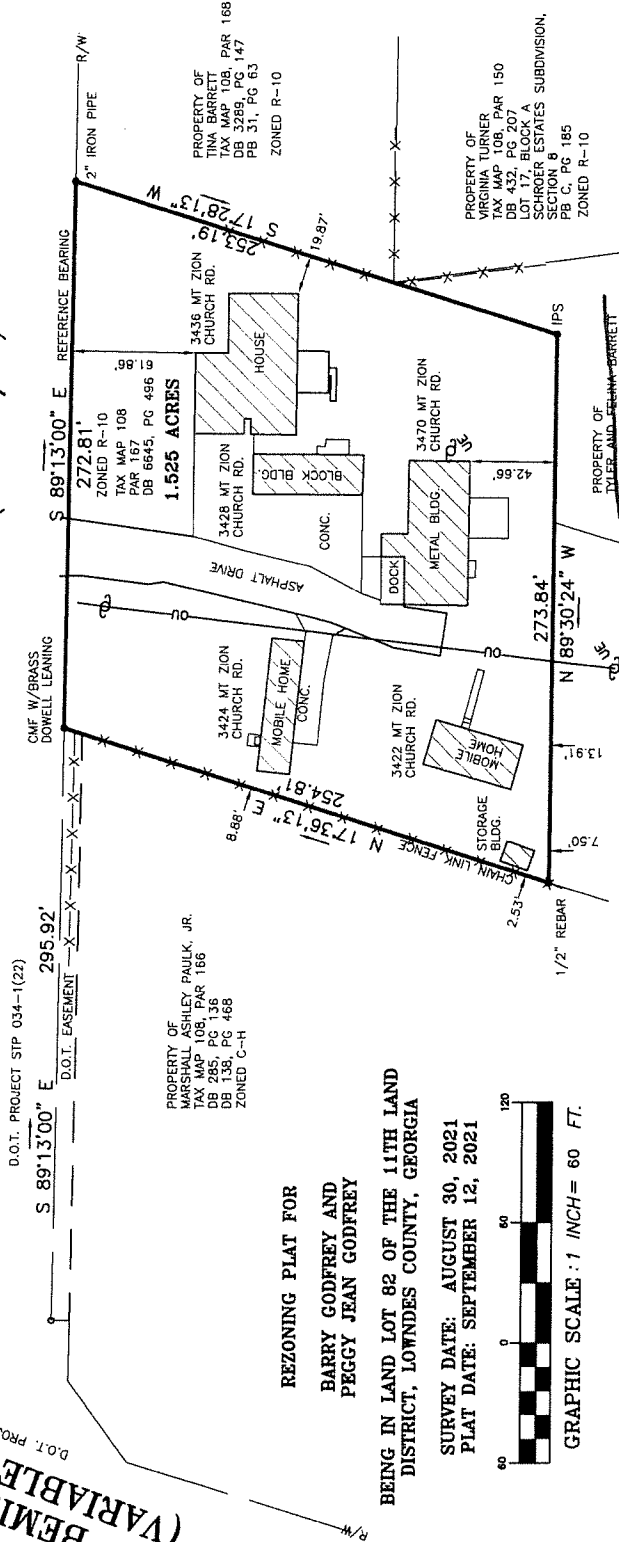 D.O.T. PROJECT STP 034-1(22)
S 89°13'00" E 295.92'
D.O.T. EASEMENT
CMF W/BRASS
DOWELL LEANING
S 89°13'00" E
REFERENCE BEARING
272.81'
2" IRON PIPE
R/W
ZONED R-10
TAX MAP 108
PAR 167
DB 6645, PG 496
1.525 ACRES
61.86'
PROPERTY OF
TINA BARRETT
TAX MAP 108, PAR 168
DB 3289, PG 147
PB 31, PG 63
ZONED R-10
S 17°28'13" W
253.19'
19.87'
3436 MT ZION
CHURCH RD.
HOUSE
3428 MT ZION
CHURCH RD.
BLOCK BLDG.
CONC.
ASPHALT DRIVE
OU
3424 MT ZION
CHURCH RD.
MOBILE HOME
CONC.
8.88'
N 17°36'13" E
254.81'
CHAIN LINK FENCE
3470 MT ZION
CHURCH RD.
UE
METAL BLDG.
DOCK
42.66'
OU
3422 MT ZION
CHURCH RD.
MOBILE
HOME
STORAGE
BLDG.
2.53'
7.50'
13.91'
1/2" REBAR
273.84'
N 89°30'24" W
UE
IPS
PROPERTY OF
VIRGINIA TURNER
TAX MAP 108, PAR 150
DB 432, PG 207
LOT 17, BLOCK A
SCHROER ESTATES SUBDIVISION,
SECTION 8
PB C, PG 185
ZONED R-10
PROPERTY OF
TYLER AND FELINA BARRETT
PROPERTY OF
MARSHALL ASHLEY PAULK, JR.
TAX MAP 108, PAR 166
DB 285, PG 136
DB 138, PG 468
ZONED C-H
D.O.T. PRO
BEMI
(VARIABLE
R/W
REZONING PLAT FOR
BARRY GODFREY AND
PEGGY JEAN GODFREY
BEING IN LAND LOT 82 OF THE 11TH LAND
DISTRICT, LOWNDES COUNTY, GEORGIA
SURVEY DATE: AUGUST 30, 2021
PLAT DATE: SEPTEMBER 12, 2021
60 0 60 120
GRAPHIC SCALE : 1 INCH = 60 FT.